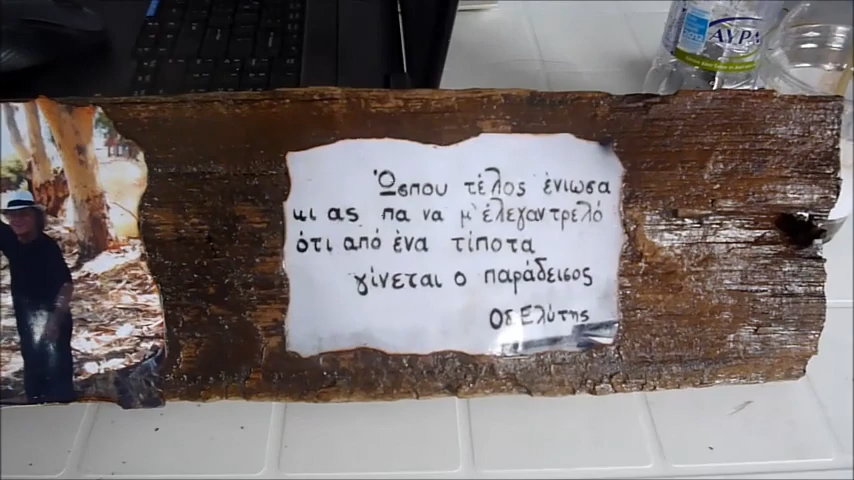 Ώσπου τέλος ένιωσα
κι ας πα να μ' έλεγαν τρελό
ότι από ένα τίποτα
γίνεται ο παράδεισος
Οδ Ελύτης
ΑΥΡΑ